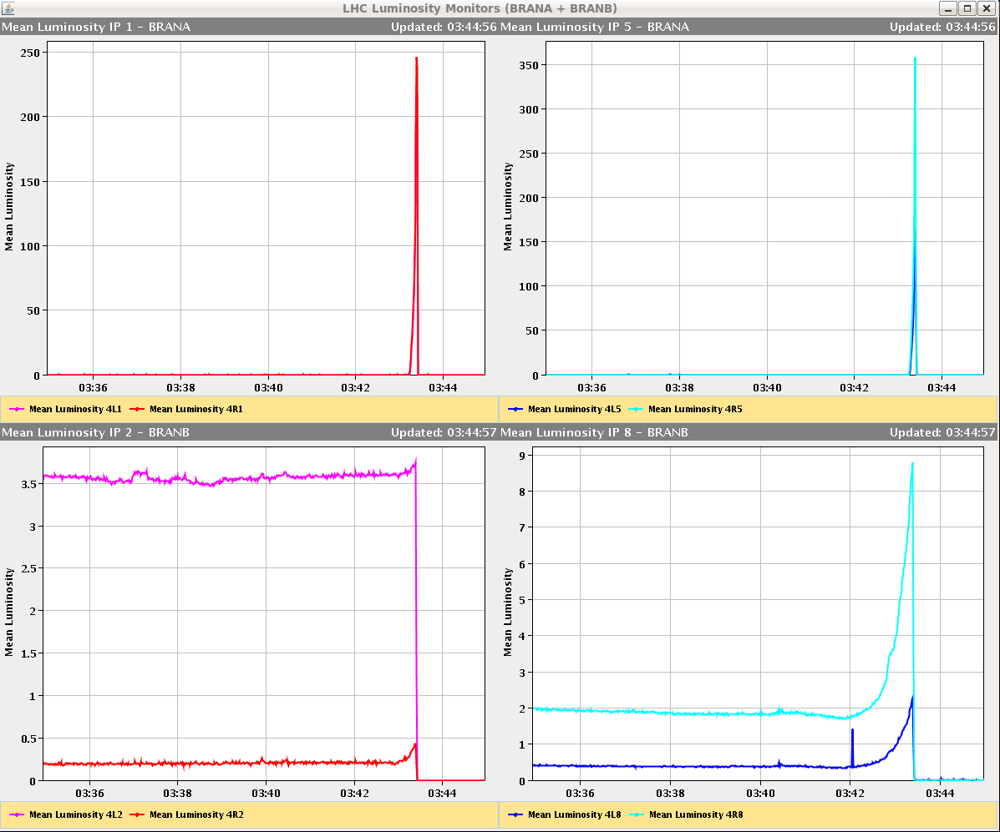 LHC Luminosity Monitors (BRANA + BRANB)
Mean Luminosity IP 1 - BRANA Updated: 03:44:56
250
200
150
100
50
0
Mean Luminosity
03:36 03:38 03:40 03:42 03:44
Mean Luminosity 4L1 Mean Luminosity 4R1
Mean Luminosity IP 5 - BRANA Updated: 03:44:56
350
300
250
200
150
100
50
0
Mean Luminosity
03:36 03:38 03:40 03:42 03:44
Mean Luminosity 4L5 Mean Luminosity 4R5
Mean Luminosity IP 2 - BRANB Updated: 03:44:57
3.5
3
2.5
2
1.5
1
0.5
0
Mean Luminosity
03:36 03:38 03:40 03:42 03:44
Mean Luminosity 4L2 Mean Luminosity 4R2
Mean Luminosity IP 8 - BRANB Updated: 03:44:57
9
8
7
6
5
4
3
2
1
0
Mean Luminosity
03:36 03:38 03:40 03:42 03:44
Mean Luminosity 4L8 Mean Luminosity 4R8